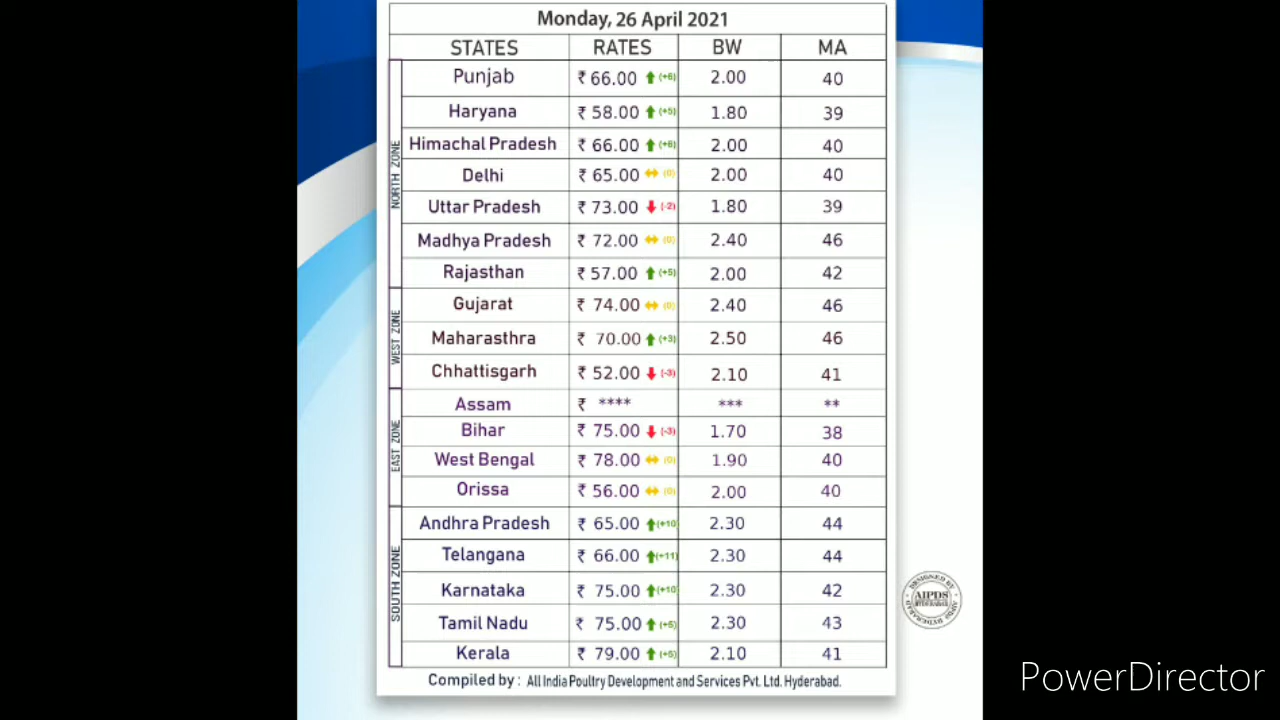 Monday, 26 April 2021
STATES RATES BW MA
NORTH ZONE
Punjab ₹ 66.00 (+6) 2.00 40
Haryana ₹ 58.00 (+5) 1.80 39
Himachal Pradesh ₹ 66.00 (+6) 2.00 40
Delhi ₹ 65.00 (0) 2.00 40
Uttar Pradesh ₹ 73.00 (-2) 1.80 39
Madhya Pradesh ₹ 72.00 (0) 2.40 46
Rajasthan ₹ 57.00 (+5) 2.00 42
WEST ZONE
Gujarat ₹ 74.00 (0) 2.40 46
Maharasthra ₹ 70.00 (+3) 2.50 46
Chhattisgarh ₹ 52.00 (-3) 2.10 41
EAST ZONE
Assam ₹ **** *** **
Bihar ₹ 75.00 (-3) 1.70 38
West Bengal ₹ 78.00 (0) 1.90 40
Orissa ₹ 56.00 (0) 2.00 40
SOUTH ZONE
Andhra Pradesh ₹ 65.00 (+10) 2.30 44
Telangana ₹ 66.00 (+11) 2.30 44
Karnataka ₹ 75.00 (+10) 2.30 42
Tamil Nadu ₹ 75.00 (+5) 2.30 43
Kerala ₹ 79.00 (+5) 2.10 41
Compiled by : All India Poultry Development and Services Pvt. Ltd. Hyderabad.
DESIGNED BY
AIPDS
HYDERABAD
AIPDS HYDERABAD
PowerDirector